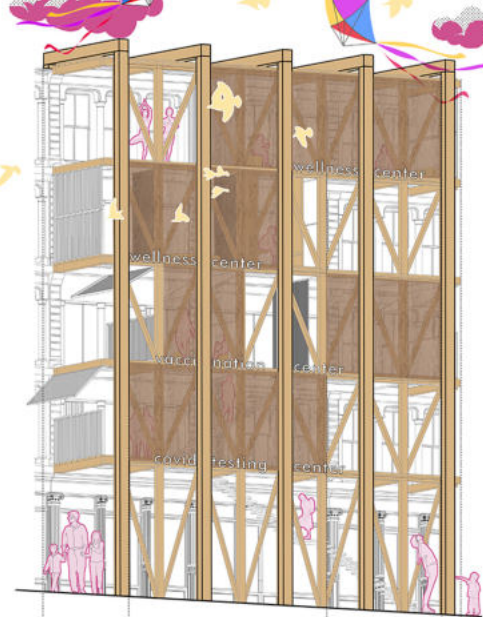 wellness center
wellness center
vaccination center
covid testing center